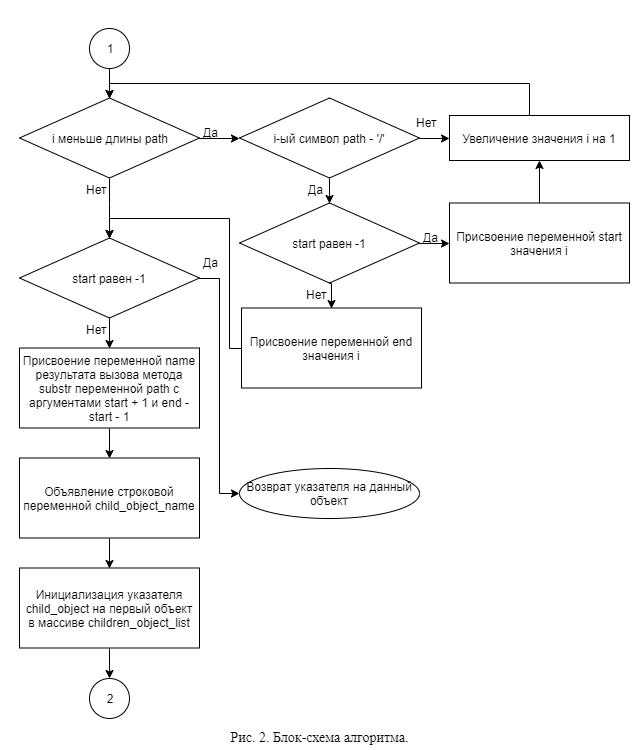 1
i меньше длины path
Да
i-ый символ path - '/'
Нет
Увеличение значения i на 1
Нет
Да
start равен -1
Да
Присвоение переменной start
значения i
start равен -1
Да
Нет
Присвоение переменной end
значения i
Нет
Присвоение переменной name
результата вызова метода
substr переменной path с
аргументами start + 1 и end -
start - 1
Объявление строковой
переменной child_object_name
Возврат указателя на данный
объект
Инициализация указателя
child_object на первый объект
в массиве children_object_list
2
Рис. 2. Блок-схема алгоритма.